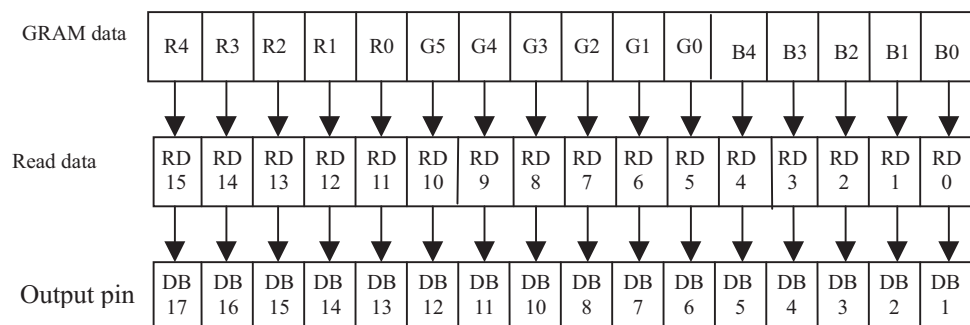 GRAM data R4 R3 R2 R1 R0 G5 G4 G3 G2 G1 G0 B4 B3 B2 B1 B0
Read data RD 15 RD 14 RD 13 RD 12 RD 11 RD 10 RD 9 RD 8 RD 7 RD 6 RD 5 RD 4 RD 3 RD 2 RD 1 RD 0
Output pin DB 17 DB 16 DB 15 DB 14 DB 13 DB 12 DB 11 DB 10 DB 8 DB 7 DB 6 DB 5 DB 4 DB 3 DB 2 DB 1